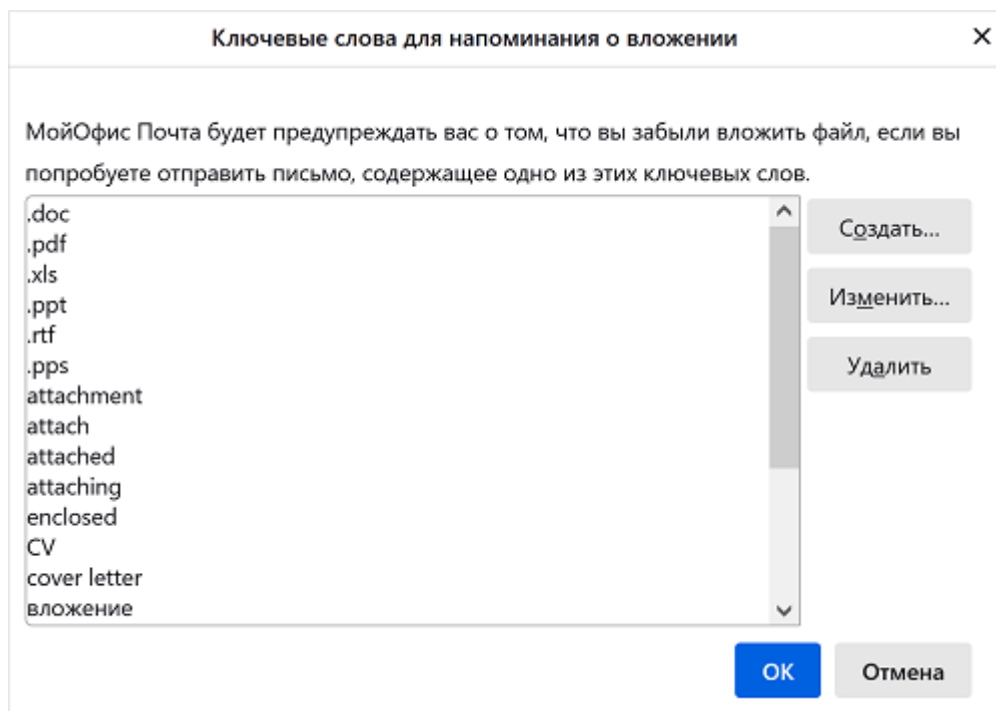 Ключевые слова для напоминания о вложении
МойОфис Почта будет предупреждать вас о том, что вы забыли вложить файл, если вы
попробуете отправить письмо, содержащее одно из этих ключевых слов.
.doc
.pdf
.xls
.ppt
.rtf
.pps
attachment
attach
attached
attaching
enclosed
CV
cover letter
вложение
Создать...
Изменить...
Удалить
ОК
Отмена